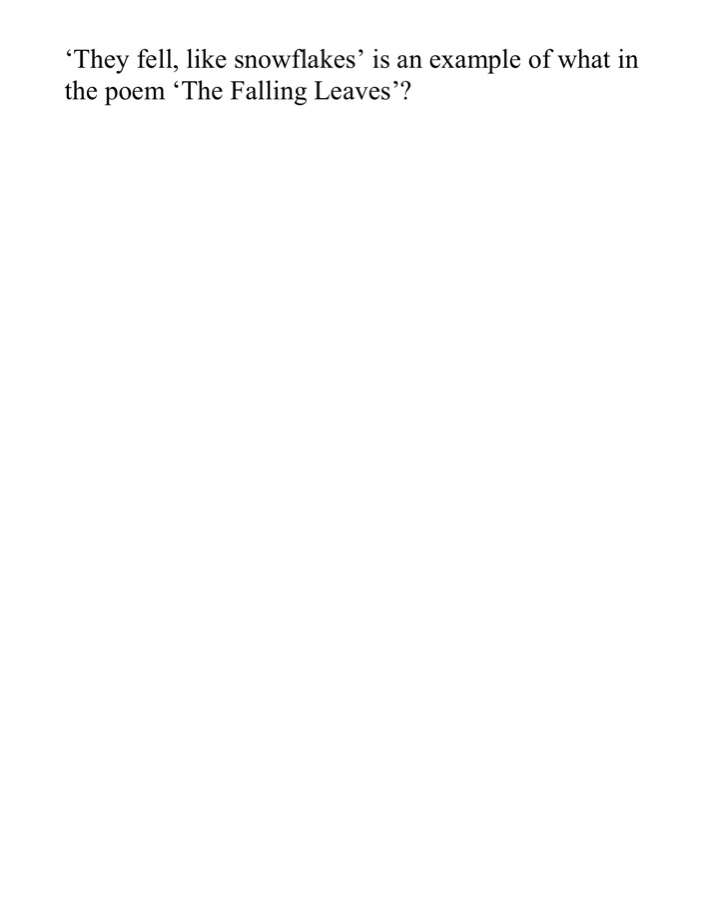 ‘They fell, like snowflakes’ is an example of what in
the poem ‘The Falling Leaves’?